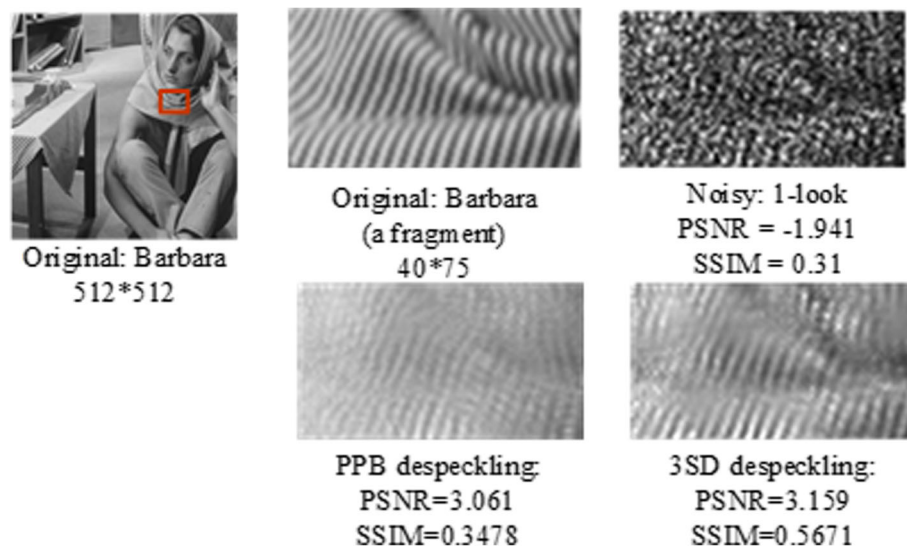 Original: Barbara
512*512
Original: Barbara
(a fragment)
40*75
Noisy: 1-look
PSNR = -1.941
SSIM = 0.31
PPB despeckling:
PSNR=3.061
SSIM=0.3478
3SD despeckling:
PSNR=3.159
SSIM=0.5671